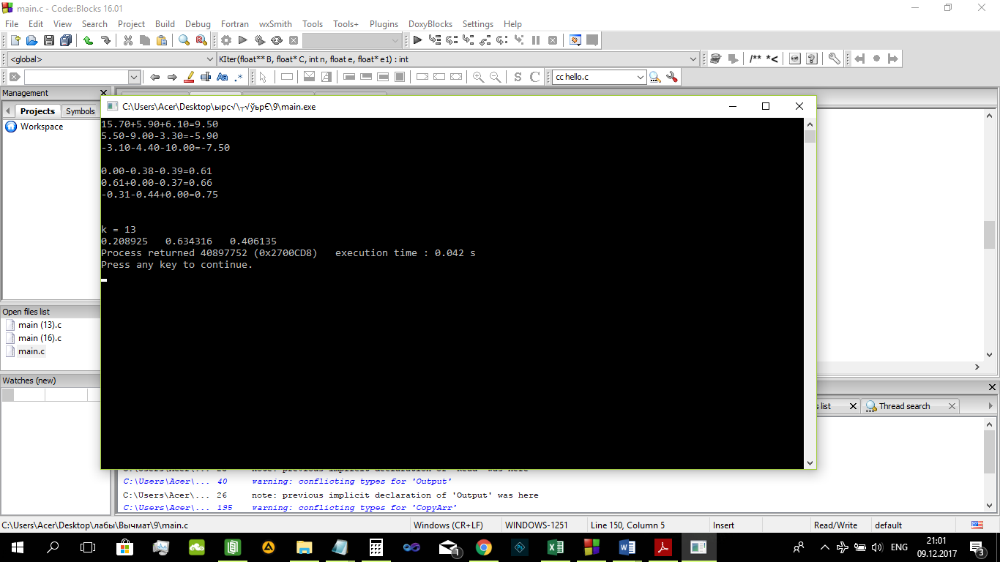 main.c - Code::Blocks 16.01
File Edit View Search Project Build Debug Fortran wxSmith Tools Tools+ Plugins DoxyBlocks Settings Help
<global> KIter(float** B, float* C, int n, float e, float* e1) : int /** *<
Aa .* S C cc hello.c
Management
Projects Symbols
Workspace
C:\Users\Acer\Desktop\ырс√\┬√ўьрЄ\9\main.exe
15.70+5.90+6.10=9.50
5.50-9.00-3.30=-5.90
-3.10-4.40-10.00=-7.50
0.00-0.38-0.39=0.61
0.61+0.00-0.37=0.66
-0.31-0.44+0.00=0.75
k = 13
0.208925 0.634316 0.406135
Process returned 40897752 (0x2700CD8) execution time : 0.042 s
Press any key to continue.
Open files list
main (13).c
main (16).c
main.c
Watches (new)
s list Thread search
C:\Users\Acer\... 40 warning: conflicting types for 'Output'
C:\Users\Acer\... 26 note: previous implicit declaration of 'Output' was here
C:\Users\Acer\... 195 warning: conflicting types for 'CopyArr'
C:\Users\Acer\Desktop\лабы\Вычмат\9\main.c Windows (CR+LF) WINDOWS-1251 Line 150, Column 5 Insert Read/Write default
1 ENG 21:01 09.12.2017 3